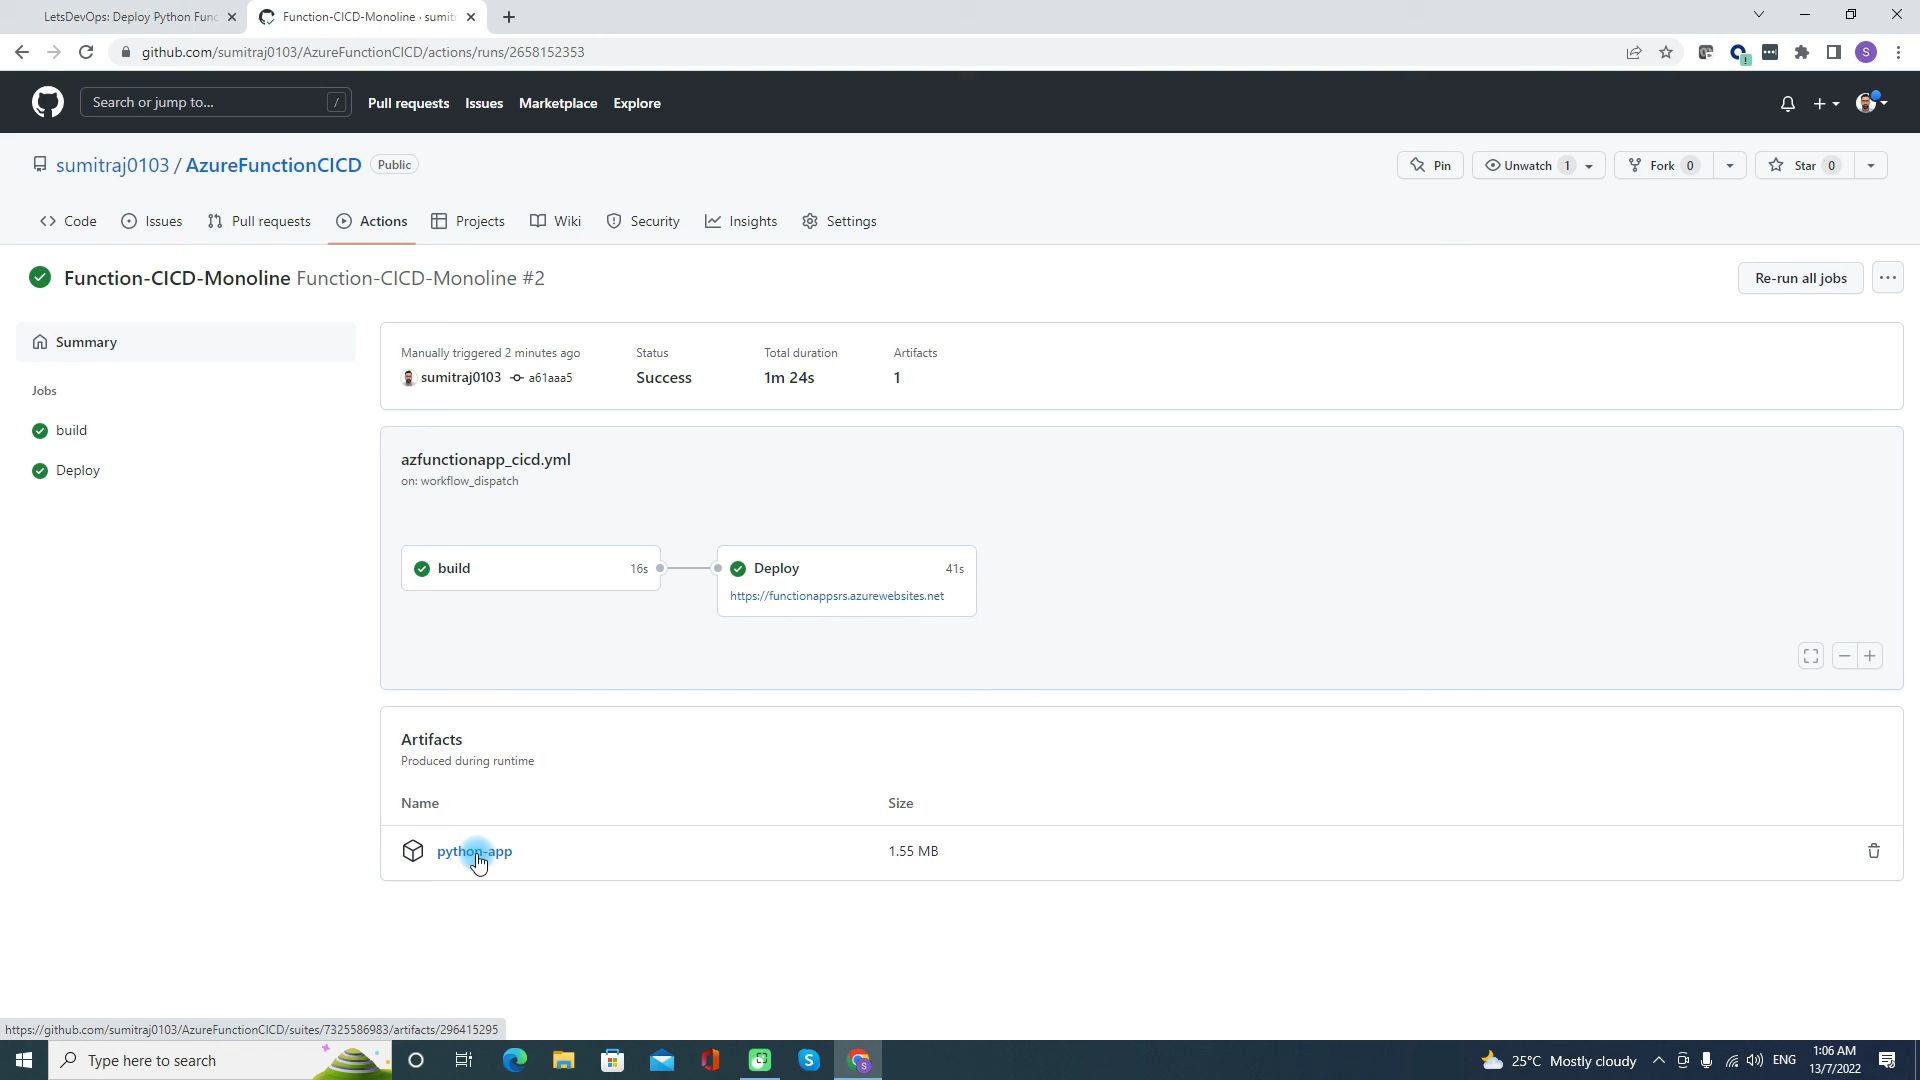 LetsDevOps: Deploy Python Func
Function-CICD-Monoline · sumitr
github.com/sumitraj0103/AzureFunctionCICD/actions/runs/2658152353
S
Search or jump to...
/
Pull requests
Issues
Marketplace
Explore
sumitraj0103 / AzureFunctionCICD
Public
Pin
Unwatch 1
Fork 0
Star 0
Code
Issues
Pull requests
Actions
Projects
Wiki
Security
Insights
Settings
Function-CICD-Monoline Function-CICD-Monoline #2
Re-run all jobs
Summary
Jobs
build
Deploy
Manually triggered 2 minutes ago
sumitraj0103 a61aaa5
Status
Success
Total duration
1m 24s
Artifacts
1
azfunctionapp_cicd.yml
on: workflow_dispatch
build 16s
Deploy 41s
https://functionappsrs.azurewebsites.net
Artifacts
Produced during runtime
Name Size
python-app 1.55 MB
https://github.com/sumitraj0103/AzureFunctionCICD/suites/7325586983/artifacts/296415295
Type here to search
25°C Mostly cloudy
ENG
1:06 AM
13/7/2022